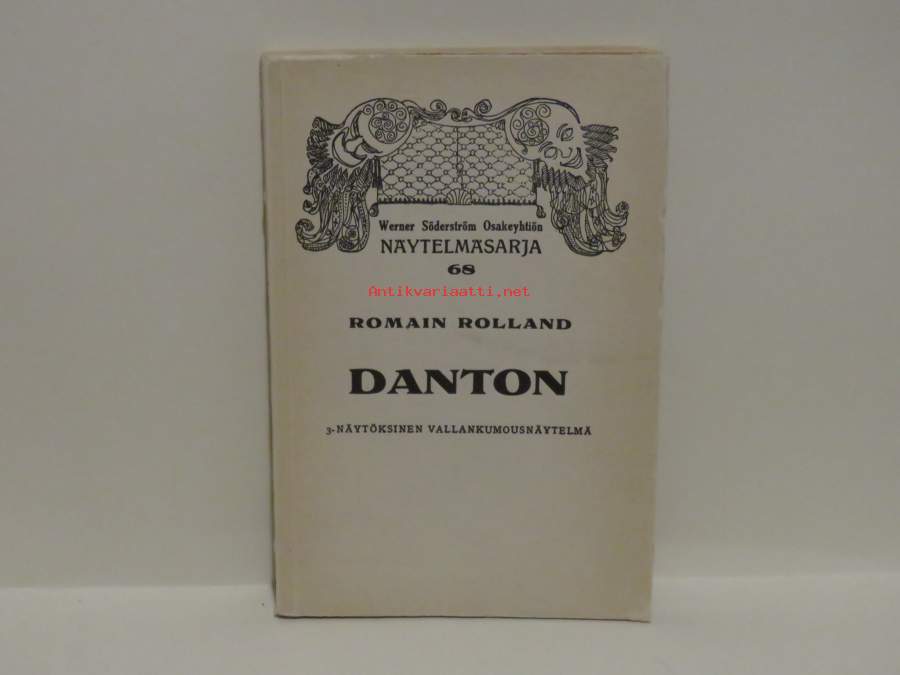 Werner Söderström Osakeyhtiön
NÄYTELMÄSARJA
68
Antikvariaatti.net
ROMAIN ROLLAND
DANTON
3-NÄYTÖKSINEN VALLANKUMOUSNÄYTELMÄ